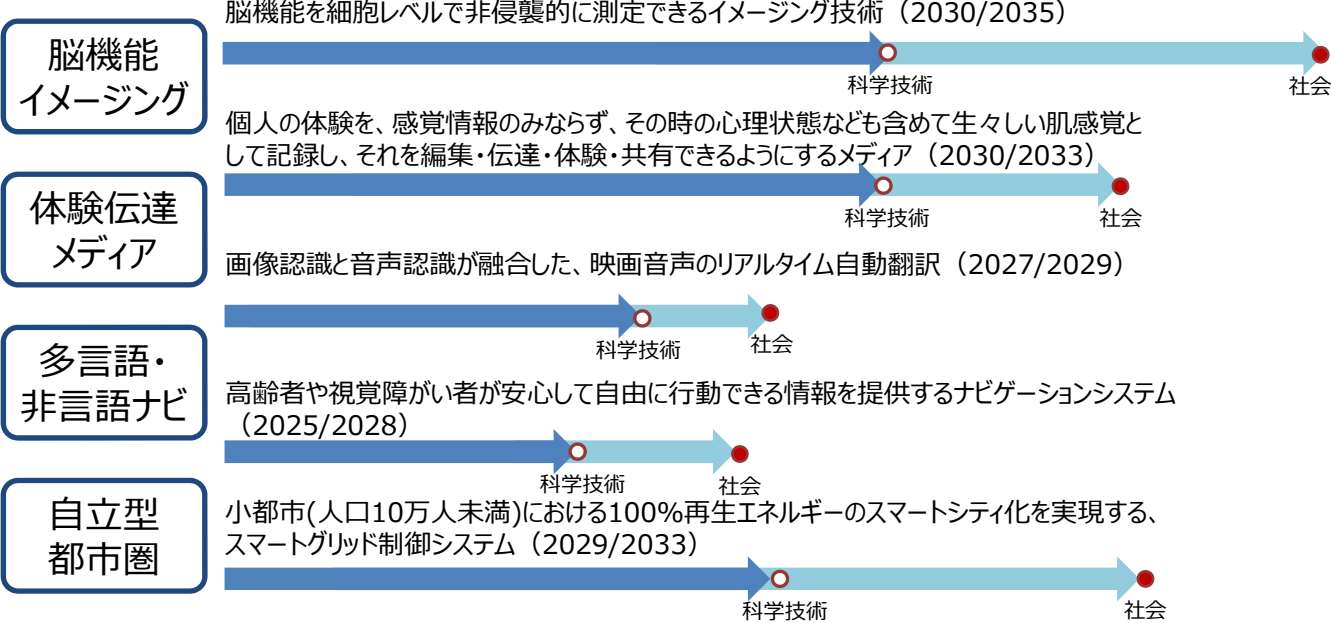 脳機能を細胞レベルで非侵襲的に測定できるイメージング技術（2030/2035）
脳機能
イメージング
科学技術
社会
個人の体験を、感覚情報のみならず、その時の心理状態なども含めて生々しい肌感覚と
して記録し、それを編集・伝達・体験・共有できるようにするメディア（2030/2033）
体験伝達
メディア
科学技術
社会
画像認識と音声認識が融合した、映画音声のリアルタイム自動翻訳（2027/2029）
科学技術
社会
多言語・
非言語ナビ
高齢者や視覚障がい者が安心して自由に行動できる情報を提供するナビゲーションシステム
（2025/2028）
科学技術
社会
自立型
都市圏
小都市(人口10万人未満)における100%再生エネルギーのスマートシティ化を実現する、
スマートグリッド制御システム（2029/2033）
科学技術
社会